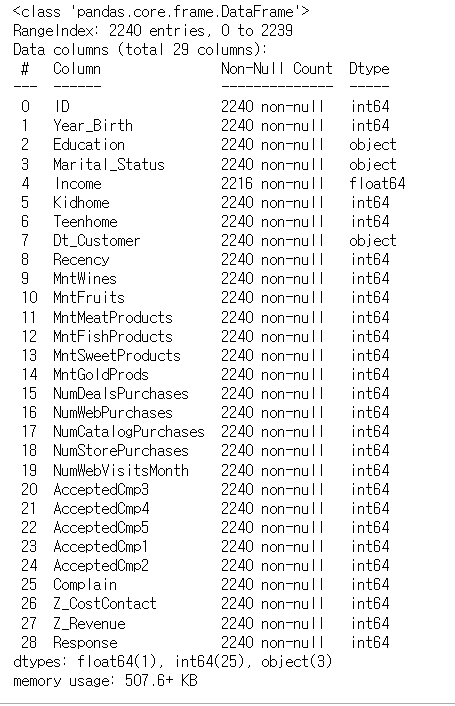 <class 'pandas.core.frame.DataFrame'>
RangeIndex: 2240 entries, 0 to 2239
Data columns (total 29 columns):
 #   Column               Non-Null Count  Dtype
---  ------               --------------  -----
 0   ID                   2240 non-null   int64
 1   Year_Birth           2240 non-null   int64
 2   Education            2240 non-null   object
 3   Marital_Status       2240 non-null   object
 4   Income               2216 non-null   float64
 5   Kidhome              2240 non-null   int64
 6   Teenhome             2240 non-null   int64
 7   Dt_Customer          2240 non-null   object
 8   Recency              2240 non-null   int64
 9   MntWines             2240 non-null   int64
 10  MntFruits            2240 non-null   int64
 11  MntMeatProducts      2240 non-null   int64
 12  MntFishProducts      2240 non-null   int64
 13  MntSweetProducts     2240 non-null   int64
 14  MntGoldProds         2240 non-null   int64
 15  NumDealsPurchases    2240 non-null   int64
 16  NumWebPurchases      2240 non-null   int64
 17  NumCatalogPurchases  2240 non-null   int64
 18  NumStorePurchases    2240 non-null   int64
 19  NumWebVisitsMonth    2240 non-null   int64
 20  AcceptedCmp3         2240 non-null   int64
 21  AcceptedCmp4         2240 non-null   int64
 22  AcceptedCmp5         2240 non-null   int64
 23  AcceptedCmp1         2240 non-null   int64
 24  AcceptedCmp2         2240 non-null   int64
 25  Complain             2240 non-null   int64
 26  Z_CostContact        2240 non-null   int64
 27  Z_Revenue            2240 non-null   int64
 28  Response             2240 non-null   int64
dtypes: float64(1), int64(25), object(3)
memory usage: 507.6+ KB